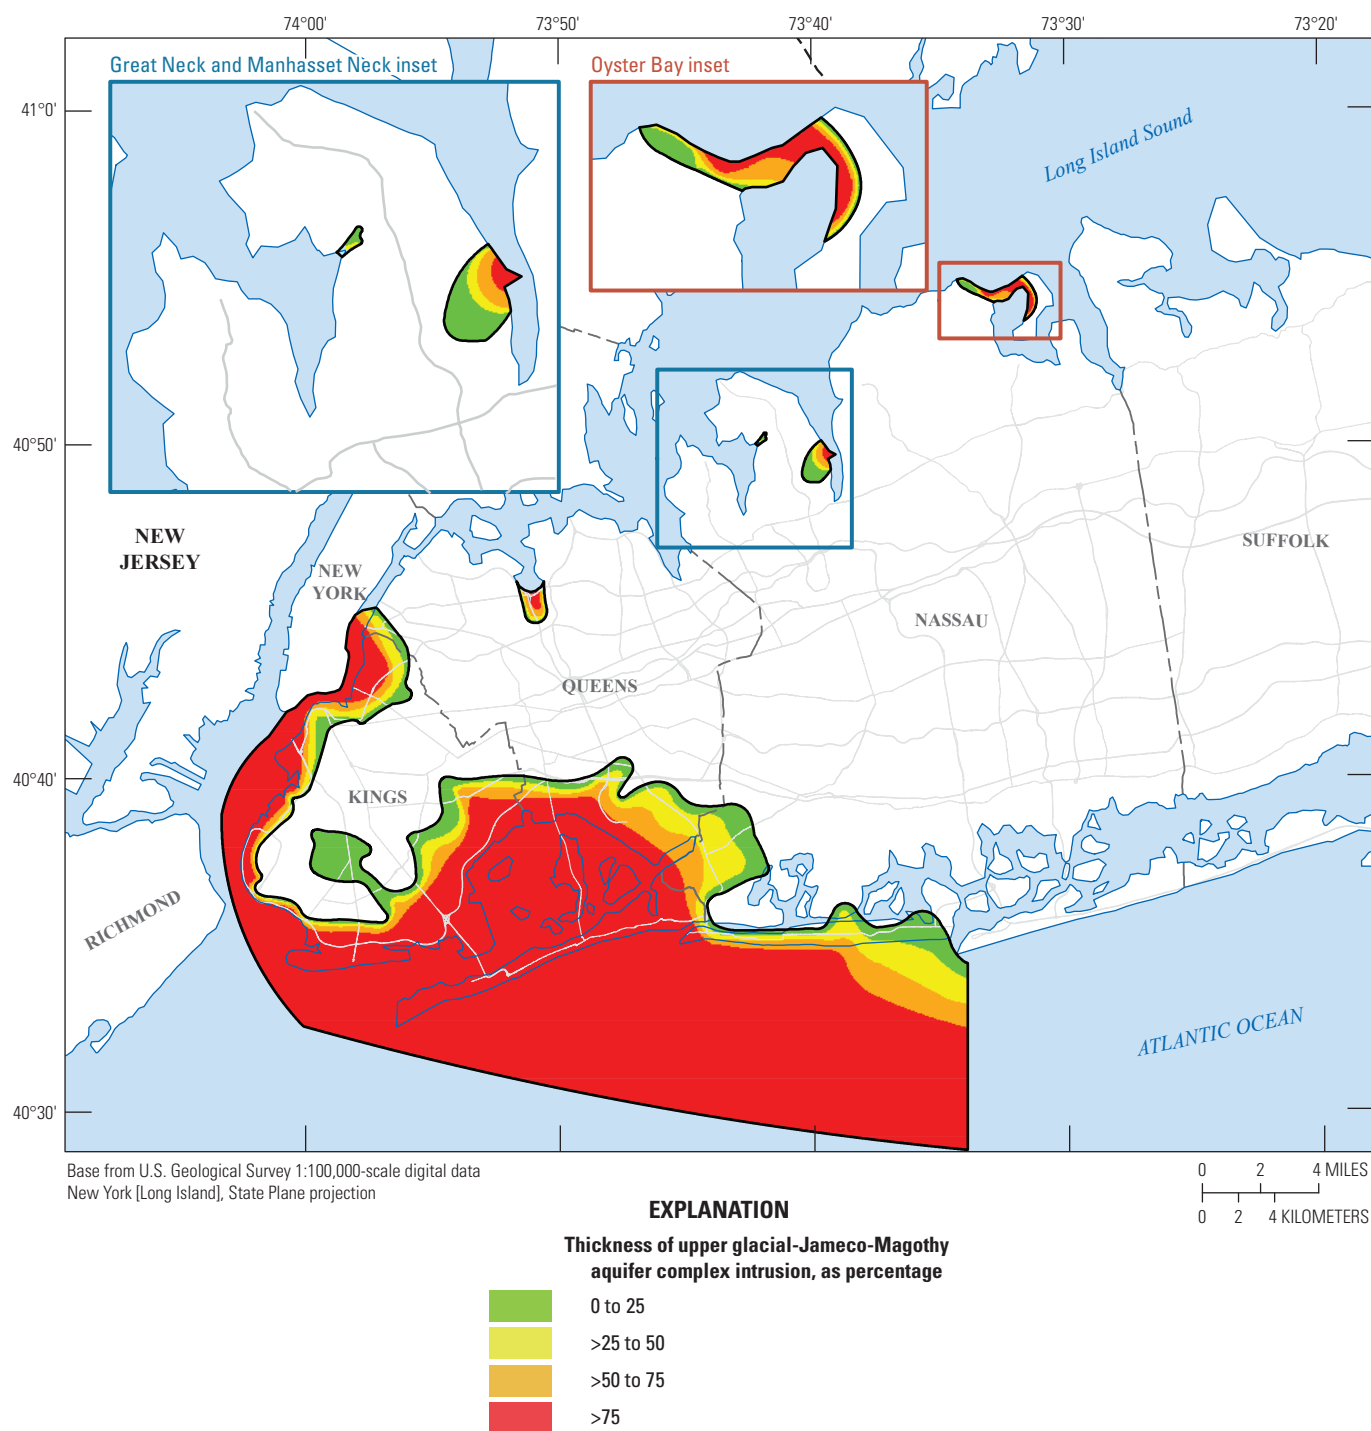 74°00'
73°50'
73°40'
73°30'
73°20'
Great Neck and Manhasset Neck inset
Oyster Bay inset
41°0'
Long Island Sound
40°50'
NEW
JERSEY
NEW
YORK
SUFFOLK
NASSAU
QUEENS
40°40'
KINGS
RICHMOND
ATLANTIC OCEAN
40°30'
Base from U.S. Geological Survey 1:100,000-scale digital data
New York [Long Island], State Plane projection
0 2 4 MILES
0 2 4 KILOMETERS
EXPLANATION
Thickness of upper glacial-Jameco-Magothy
aquifer complex intrusion, as percentage
0 to 25
>25 to 50
>50 to 75
>75